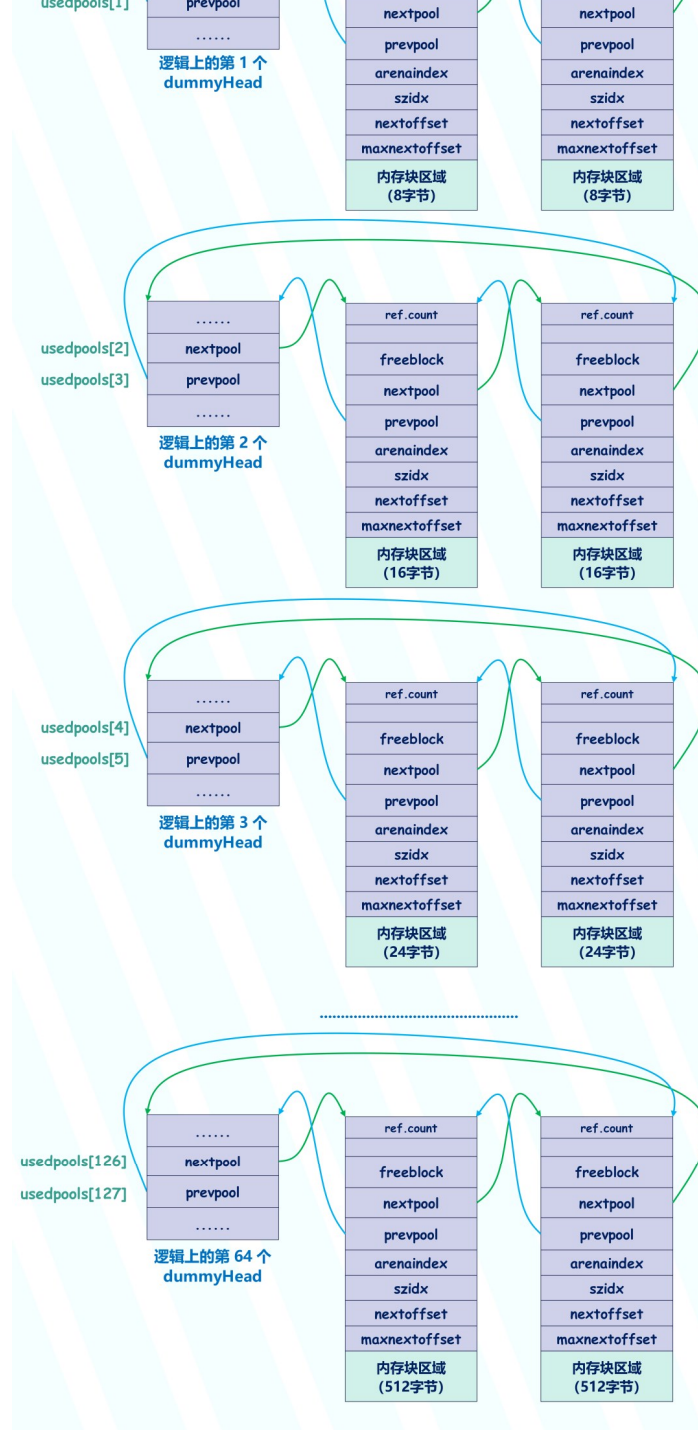 usedpools[1]
prevpool
......
逻辑上的第 1 个
dummyHead
nextpool
prevpool
arenaindex
szidx
nextoffset
maxnextoffset
内存块区域
(8字节)
nextpool
prevpool
arenaindex
szidx
nextoffset
maxnextoffset
内存块区域
(8字节)
usedpools[2]
usedpools[3]
......
nextpool
prevpool
......
逻辑上的第 2 个
dummyHead
ref.count
freeblock
nextpool
prevpool
arenaindex
szidx
nextoffset
maxnextoffset
内存块区域
(16字节)
ref.count
freeblock
nextpool
prevpool
arenaindex
szidx
nextoffset
maxnextoffset
内存块区域
(16字节)
usedpools[4]
usedpools[5]
......
nextpool
prevpool
......
逻辑上的第 3 个
dummyHead
ref.count
freeblock
nextpool
prevpool
arenaindex
szidx
nextoffset
maxnextoffset
内存块区域
(24字节)
ref.count
freeblock
nextpool
prevpool
arenaindex
szidx
nextoffset
maxnextoffset
内存块区域
(24字节)
usedpools[126]
usedpools[127]
......
nextpool
prevpool
......
逻辑上的第 64 个
dummyHead
ref.count
freeblock
nextpool
prevpool
arenaindex
szidx
nextoffset
maxnextoffset
内存块区域
(512字节)
ref.count
freeblock
nextpool
prevpool
arenaindex
szidx
nextoffset
maxnextoffset
内存块区域
(512字节)